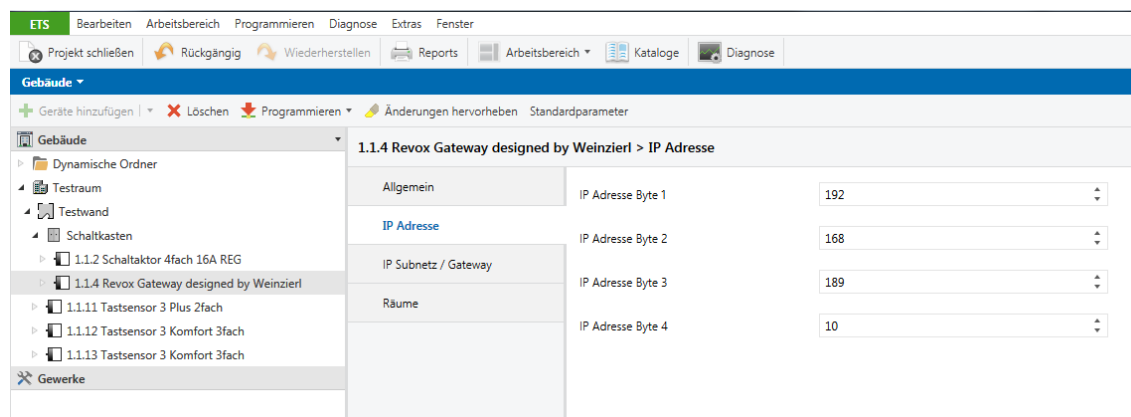 ETS Bearbeiten Arbeitsbereich Programmieren Diagnose Extras Fenster
Projekt schließen Rückgängig Wiederherstellen Reports Arbeitsbereich Kataloge Diagnose
Gebäude
Geräte hinzufügen Löschen Programmieren Änderungen hervorheben Standardparameter
Gebäude
Dynamische Ordner
Testraum
Testwand
Schaltkasten
1.1.2 Schaltaktor 4fach 16A REG
1.1.4 Revox Gateway designed by Weinzierl
1.1.11 Tastsensor 3 Plus 2fach
1.1.12 Tastsensor 3 Komfort 3fach
1.1.13 Tastsensor 3 Komfort 3fach
Gewerke
1.1.4 Revox Gateway designed by Weinzierl > IP Adresse
Allgemein
IP Adresse
IP Subnetz / Gateway
Räume
IP Adresse Byte 1 192
IP Adresse Byte 2 168
IP Adresse Byte 3 189
IP Adresse Byte 4 10